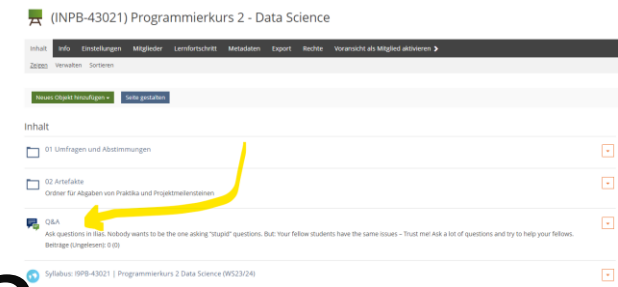 (INPB-43021) Programmierkurs 2 - Data Science
Inhalt Info Einstellungen Mitglieder Lernfortschritt Metadaten Export Rechte Voransicht als Mitglied aktivieren
Zeigen Verwalten Sortieren
Neues Objekt hinzufügen Seite gestalten
Inhalt
01 Umfragen und Abstimmungen
02 Artefakte
Ordner für Abgaben von Praktika und Projektmeilensteinen
Q&A
Ask questions in Ilias. Nobody wants to be the one asking "stupid" questions. But: Your fellow students have the same issues – Trust me! Ask a lot of questions and try to help your fellows.
Beiträge (Ungelesen): 0 (0)
Syllabus: INPB-43021 | Programmierkurs 2 Data Science (WS23/24)